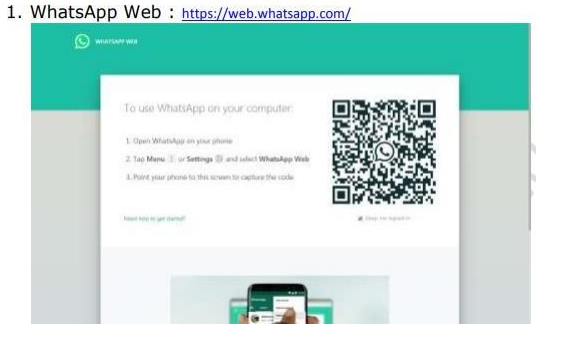 1. WhatsApp Web : https://web.whatsapp.com/
WHATSAPP WEB
To use WhatsApp on your computer:
1. Open WhatsApp on your phone
2. Tap Menu or Settings and select WhatsApp Web
3. Point your phone to this screen to capture the code
Need help to get started?
Keep me signed in